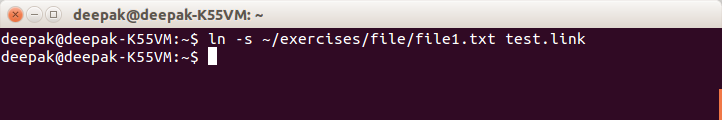 deepak@deepak-K55VM: ~
deepak@deepak-K55VM:~$ ln -s ~/exercises/file/file1.txt test.link
deepak@deepak-K55VM:~$